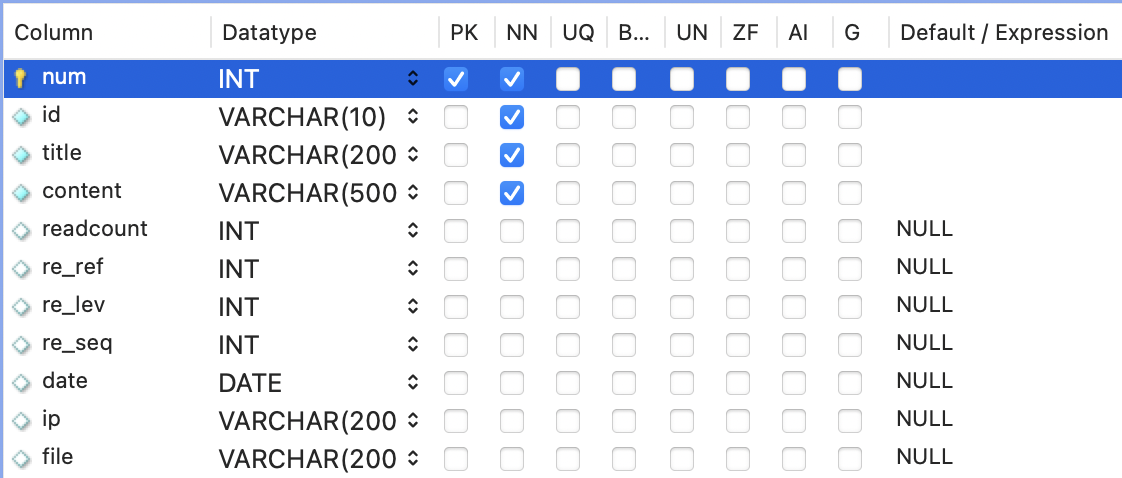 Column Datatype PK NN UQ B... UN ZF AI G Default / Expression
num INT
id VARCHAR(10)
title VARCHAR(200
content VARCHAR(500
readcount INT NULL
re_ref INT NULL
re_lev INT NULL
re_seq INT NULL
date DATE NULL
ip VARCHAR(200 NULL
file VARCHAR(200 NULL